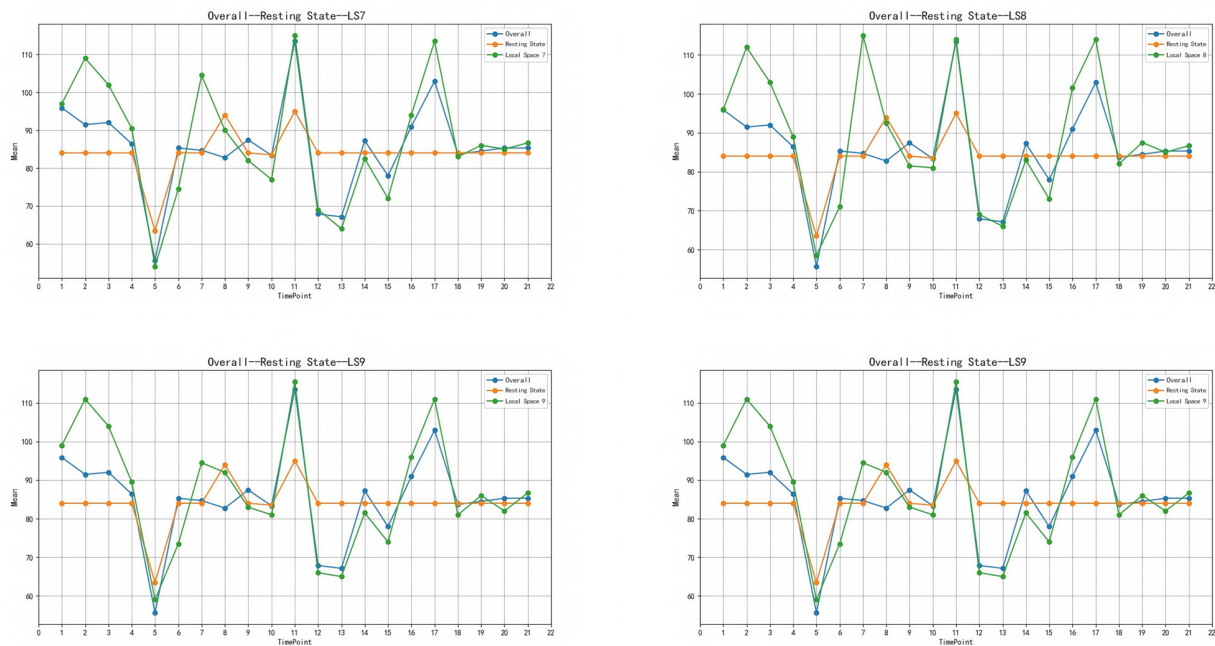 Overall--Resting State--LS7
Overall
Resting State
Local Space 7
Mean
110
100
90
80
70
60
0 1 2 3 4 5 6 7 8 9 10 11 12 13 14 15 16 17 18 19 20 21 22
TimePoint
Overall--Resting State--LS8
Overall
Resting State
Local Space 8
Mean
110
100
90
80
70
60
0 1 2 3 4 5 6 7 8 9 10 11 12 13 14 15 16 17 18 19 20 21 22
TimePoint
Overall--Resting State--LS9
Overall
Resting State
Local Space 9
Mean
110
100
90
80
70
60
0 1 2 3 4 5 6 7 8 9 10 11 12 13 14 15 16 17 18 19 20 21 22
TimePoint
Overall--Resting State--LS9
Overall
Resting State
Local Space 9
Mean
110
100
90
80
70
60
0 1 2 3 4 5 6 7 8 9 10 11 12 13 14 15 16 17 18 19 20 21 22
TimePoint